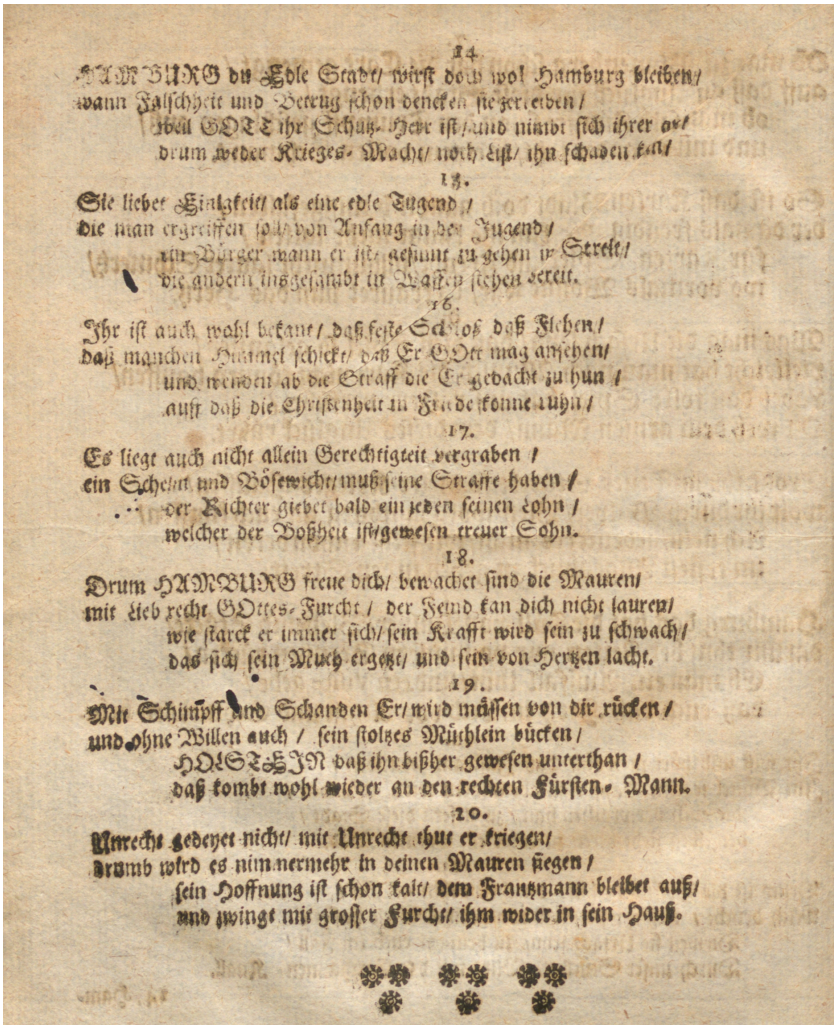 14.
HAMBURG du Edle Stadt/ wirst doch wol Hamburg bleiben/
wann Falschheit und Betrug schon dencken sie zerreiben/
weil GOTT ihr Schutz-Herr ist/ und nimbt sich ihrer an/
drum weder Krieges-Macht/ noch List/ ihn schaden kan/
15.
Sie liebet Einigkeit/ als eine edle Tugend/
die man ergreiffen soll/ von Anfang in der Jugend/
ein Bürger wann er ist/ gesinnt zu gehen in Streit/
die andern insgesambt in Waffen stehen bereit.
16.
Ihr ist auch wohl bekant/ daß feste Schloß daß Flehen/
daß manchen Himmel schickt/ daß Er GOtt mag ansehen/
und wenden ab die Straff die Er gedacht zu thun/
auff daß die Christenheit in Friede konne ruhn/
17.
Es liegt auch nicht allein Gerechtigkeit vergraben/
ein Schelm und Bösewicht/ muß seine Straffe haben/
der Richter giebet bald ein jeden seinen Lohn/
welcher der Boßheit ist/ gewesen treuer Sohn.
18.
Drum HAMBURG freue dich/ bewachet sind die Mauren/
mit Lieb recht GOttes-Furcht/ der Feind kan dich nicht lauren/
wie starck er immer sich/ sein Krafft wird sein zu schwach/
das sich sein Muth ergetzt/ und sein von Hertzen lacht.
19.
Mit Schimpff und Schanden Er/ wird müssen von dir rücken/
und ohne Willen auch/ sein stoltzes Müthlein bücken/
HOLSTEIN daß ihn bißher gewesen unterthan/
daß kombt wohl wieder an den rechten Fürsten-Mann.
20.
Unrecht gedeyet nicht/ mit Unrecht thut er kriegen/
drumb wird es nimmermehr in deinen Mauren siegen/
sein Hoffnung ist schon kalt/ dem Frantzmann bleibet auß/
und zwingt mit grosser Furcht/ ihm wider in sein Hauß.